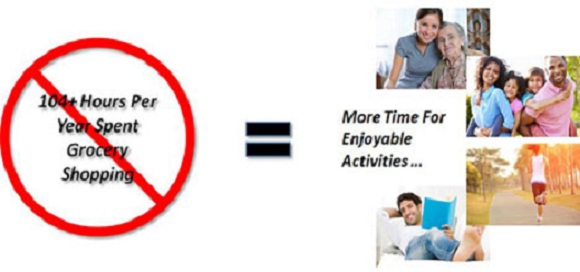 104+ Hours Per
Year Spent
Grocery
Shopping
=
More Time For
Enjoyable
Activities...